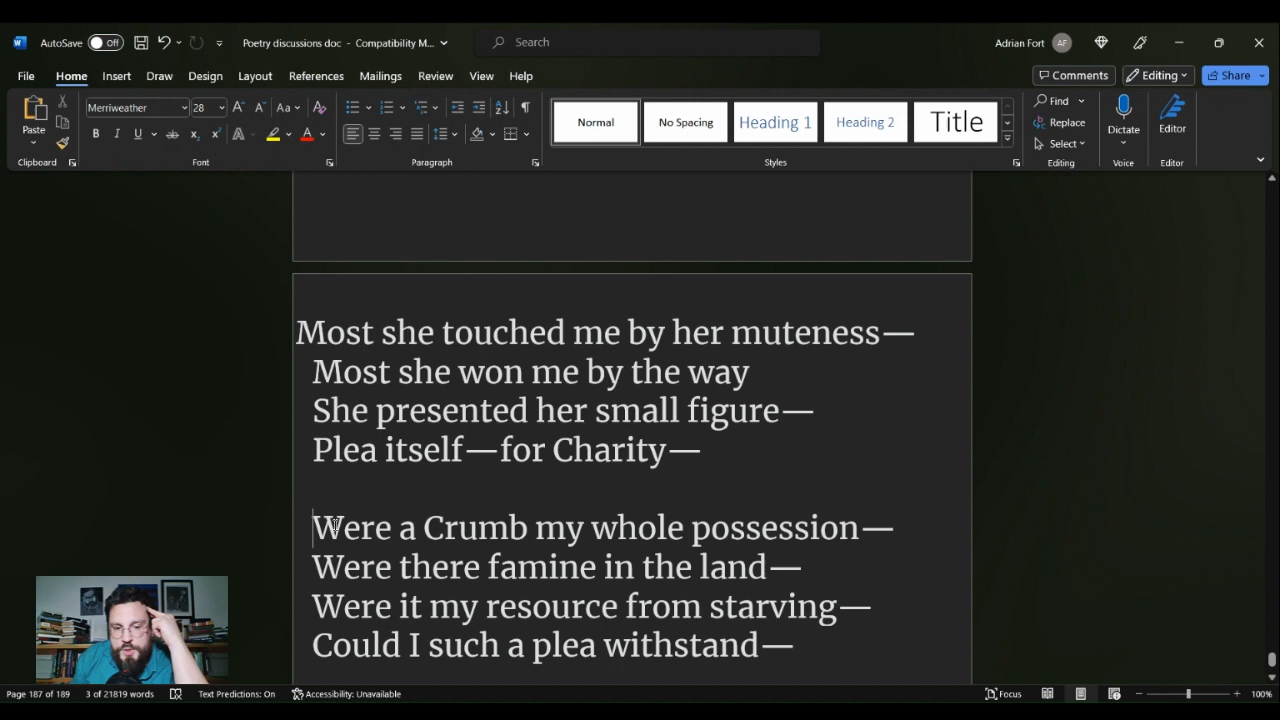 AutoSave Off Poetry discussions doc - Compatibility M... Search Adrian Fort AF
File Home Insert Draw Design Layout References Mailings Review View Help Comments Editing Share
Paste Merriweather 28 Normal No Spacing Heading 1 Heading 2 Title Find Replace Select Dictate Editor
Clipboard Font Paragraph Styles Editing Voice Editor
Most she touched me by her muteness—
Most she won me by the way
She presented her small figure—
Plea itself—for Charity—
Were a Crumb my whole possession—
Were there famine in the land—
Were it my resource from starving—
Could I such a plea withstand—
Page 187 of 189 3 of 21819 words Text Predictions: On Accessibility: Unavailable Focus 100%